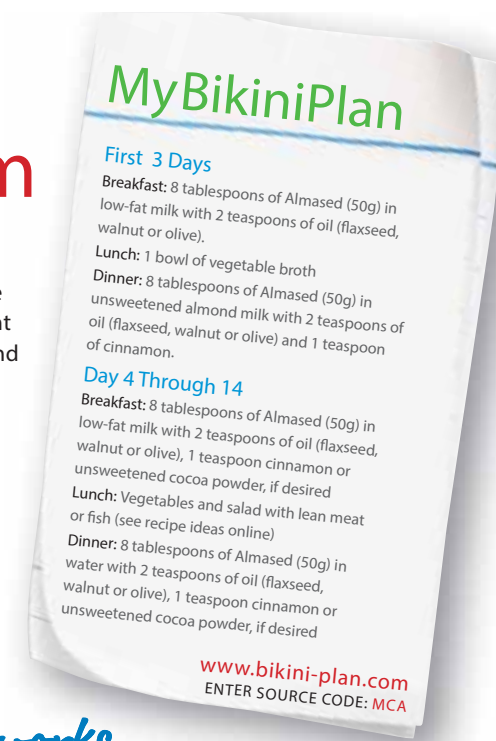 MyBikiniPlan
First 3 Days
Breakfast: 8 tablespoons of Almased (50g) in
low-fat milk with 2 teaspoons of oil (flaxseed,
walnut or olive).
Lunch: 1 bowl of vegetable broth
Dinner: 8 tablespoons of Almased (50g) in
unsweetened almond milk with 2 teaspoons of
oil (flaxseed, walnut or olive) and 1 teaspoon
of cinnamon.
Day 4 Through 14
Breakfast: 8 tablespoons of Almased (50g) in
low-fat milk with 2 teaspoons of oil (flaxseed,
walnut or olive), 1 teaspoon cinnamon or
unsweetened cocoa powder, if desired
Lunch: Vegetables and salad with lean meat
or fish (see recipe ideas online)
Dinner: 8 tablespoons of Almased (50g) in
water with 2 teaspoons of oil (flaxseed,
walnut or olive), 1 teaspoon cinnamon or
unsweetened cocoa powder, if desired
www.bikini-plan.com
ENTER SOURCE CODE: MCA